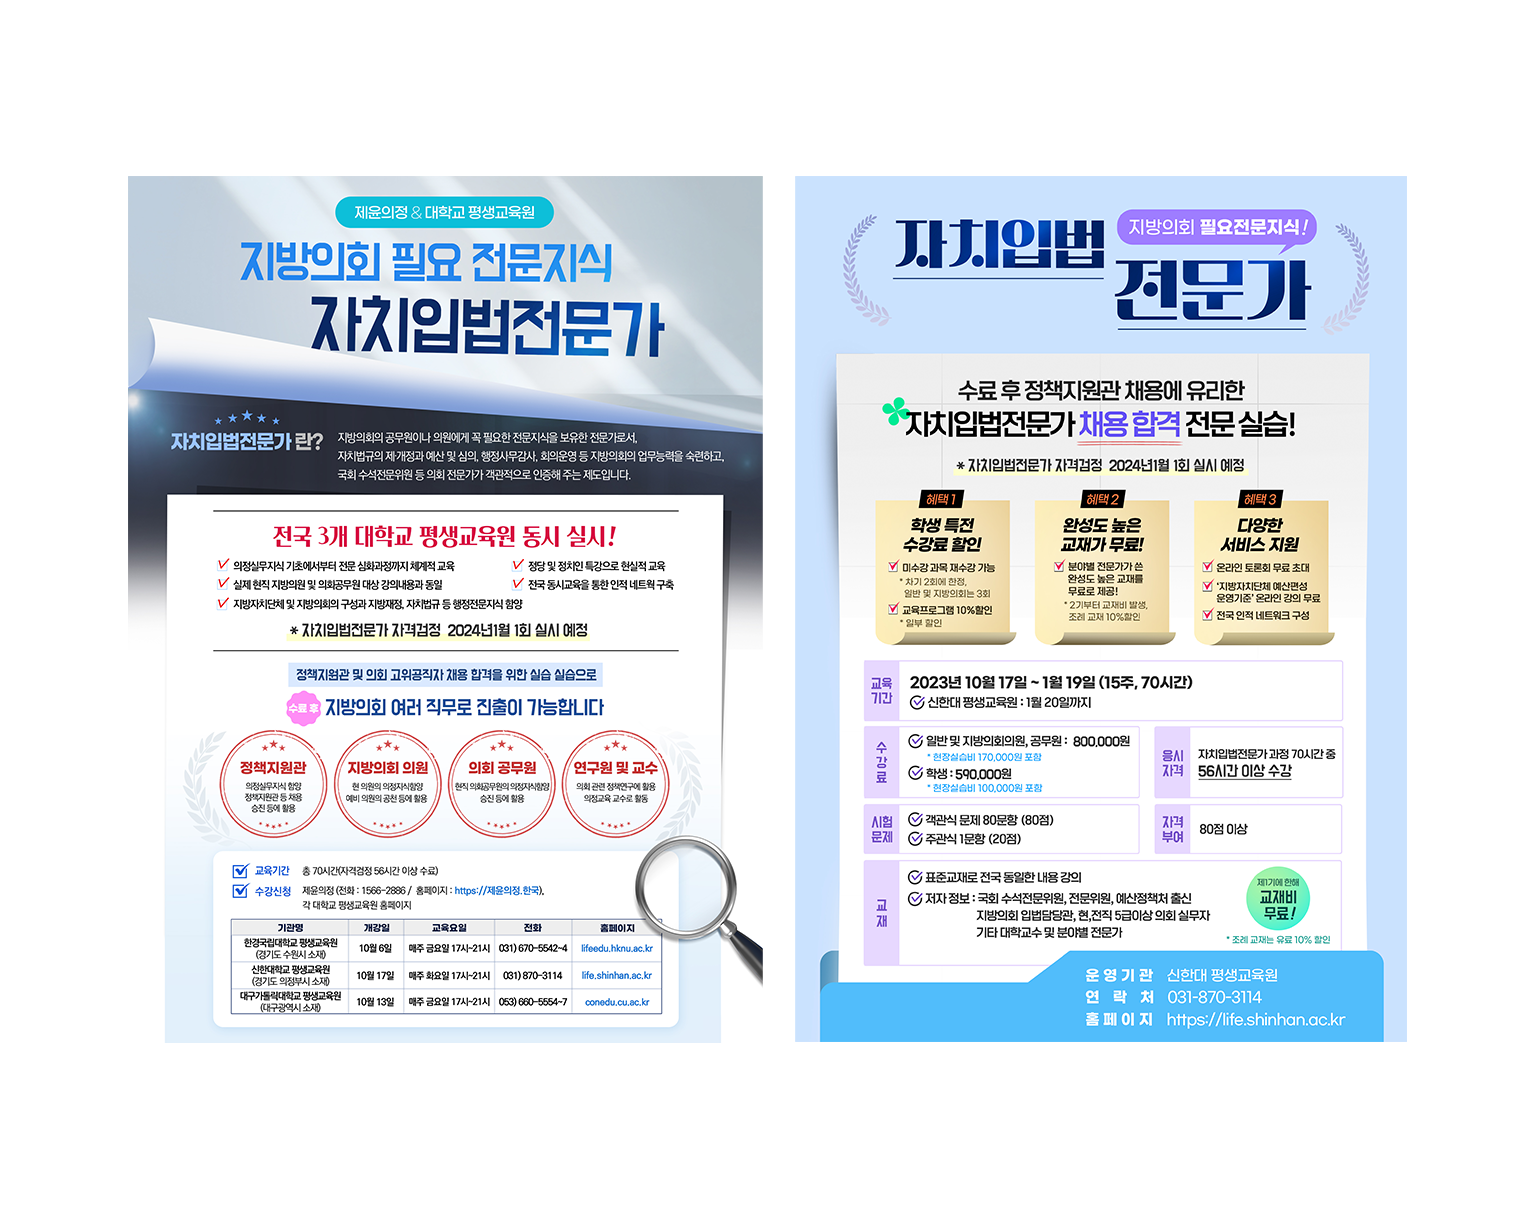 제윤의정 & 대학교 평생교육원
지방의회 필요 전문지식
자치입법전문가
자치입법전문가 란?
지방의회의 공무원이나 의원에게 꼭 필요한 전문지식을 보유한 전문가로서,
자치법규의 제·개정과 예산 및 심의, 행정사무감사, 회의운영 등 지방의회의 업무능력을 숙련하고,
국회 수석전문위원 등 의회 전문가가 객관적으로 인증해 주는 제도입니다.
전국 3개 대학교 평생교육원 동시 실시!
의정실무지식 기초에서부터 전문 심화과정까지 체계적 교육
정당 및 정치인 특강으로 현실적 교육
실제 현직 지방의원 및 의회공무원 대상 강의내용과 동일
전국 동시교육을 통한 인적 네트웍 구축
지방자치단체 및 지방의회의 구성과 지방재정, 자치법규 등 행정전문지식 함양
* 자치입법전문가 자격검정 2024년1월 1회 실시 예정
정책지원관 및 의회 고위공직자 채용 합격을 위한 실습 실습으로
수료 후 지방의회 여러 직무로 진출이 가능합니다
정책지원관
의정실무지식 함양
정책지원관 등 채용
승진 등에 활용
지방의회 의원
현 의원의 의정지식함양
예비 의원의 공천 등에 활용
의회 공무원
현직 의회공무원의 의정지식함양
승진 등에 활용
연구원 및 교수
의회 관련 정책연구에 활용
의정교육 교수로 활동
교육기간 총 70시간(자격검정 56시간 이상 수료)
수강신청 제윤의정 (전화 : 1566-2886 / 홈페이지 : https://제윤의정.한국),
각 대학교 평생교육원 홈페이지
기관명 개강일 교육요일 전화 홈페이지
한경국립대학교 평생교육원
(경기도 수원시 소재)
10월 6일 매주 금요일 17시~21시 031) 670-5542~4 lifeedu.hknu.ac.kr
신한대학교 평생교육원
(경기도 의정부시 소재)
10월 17일 매주 화요일 17시~21시 031) 870-3114 life.shinhan.ac.kr
대구가톨릭대학교 평생교육원
(대구광역시 소재)
10월 13일 매주 금요일 17시~21시 053) 660-5554~7 conedu.cu.ac.kr
지방의회 필요전문지식!
자치입법
전문가
수료 후 정책지원관 채용에 유리한
자치입법전문가 채용 합격 전문 실습!
* 자치입법전문가 자격검정 2024년1월 1회 실시 예정
혜택 1
학생 특전
수강료 할인
미수강 과목 재수강 가능
* 차기 2회에 한정,
일반 및 지방의회는 3회
교육프로그램 10%할인
* 일부 할인
혜택 2
완성도 높은
교재가 무료!
분야별 전문가가 쓴
완성도 높은 교재를
무료로 제공!
* 2기부터 교재비 발생,
조례 교재 10%할인
혜택 3
다양한
서비스 지원
온라인 토론회 무료 초대
'지방자치단체 예산편성
운영기준' 온라인 강의 무료
전국 인적 네트워크 구성
교육
기간
2023년 10월 17일 ~ 1월 19일 (15주, 70시간)
신한대 평생교육원 : 1월 20일까지
수
강
료
일반 및 지방의회의원, 공무원 : 800,000원
* 현장실습비 170,000원 포함
학생 : 590,000원
* 현장실습비 100,000원 포함
응시
자격
자치입법전문가 과정 70시간 중
56시간 이상 수강
시험
문제
객관식 문제 80문항 (80점)
주관식 1문항 (20점)
자격
부여
80점 이상
교
재
표준교재로 전국 동일한 내용 강의
저자 정보 : 국회 수석전문위원, 전문위원, 예산정책처 출신
지방의회 입법담당관, 현,전직 5급이상 의회 실무자
기타 대학교수 및 분야별 전문가
제1기에 한해
교재비
무료!
* 조례 교재는 유료 10% 할인
운영기관 신한대 평생교육원
연락처 031-870-3114
홈페이지 https://life.shinhan.ac.kr